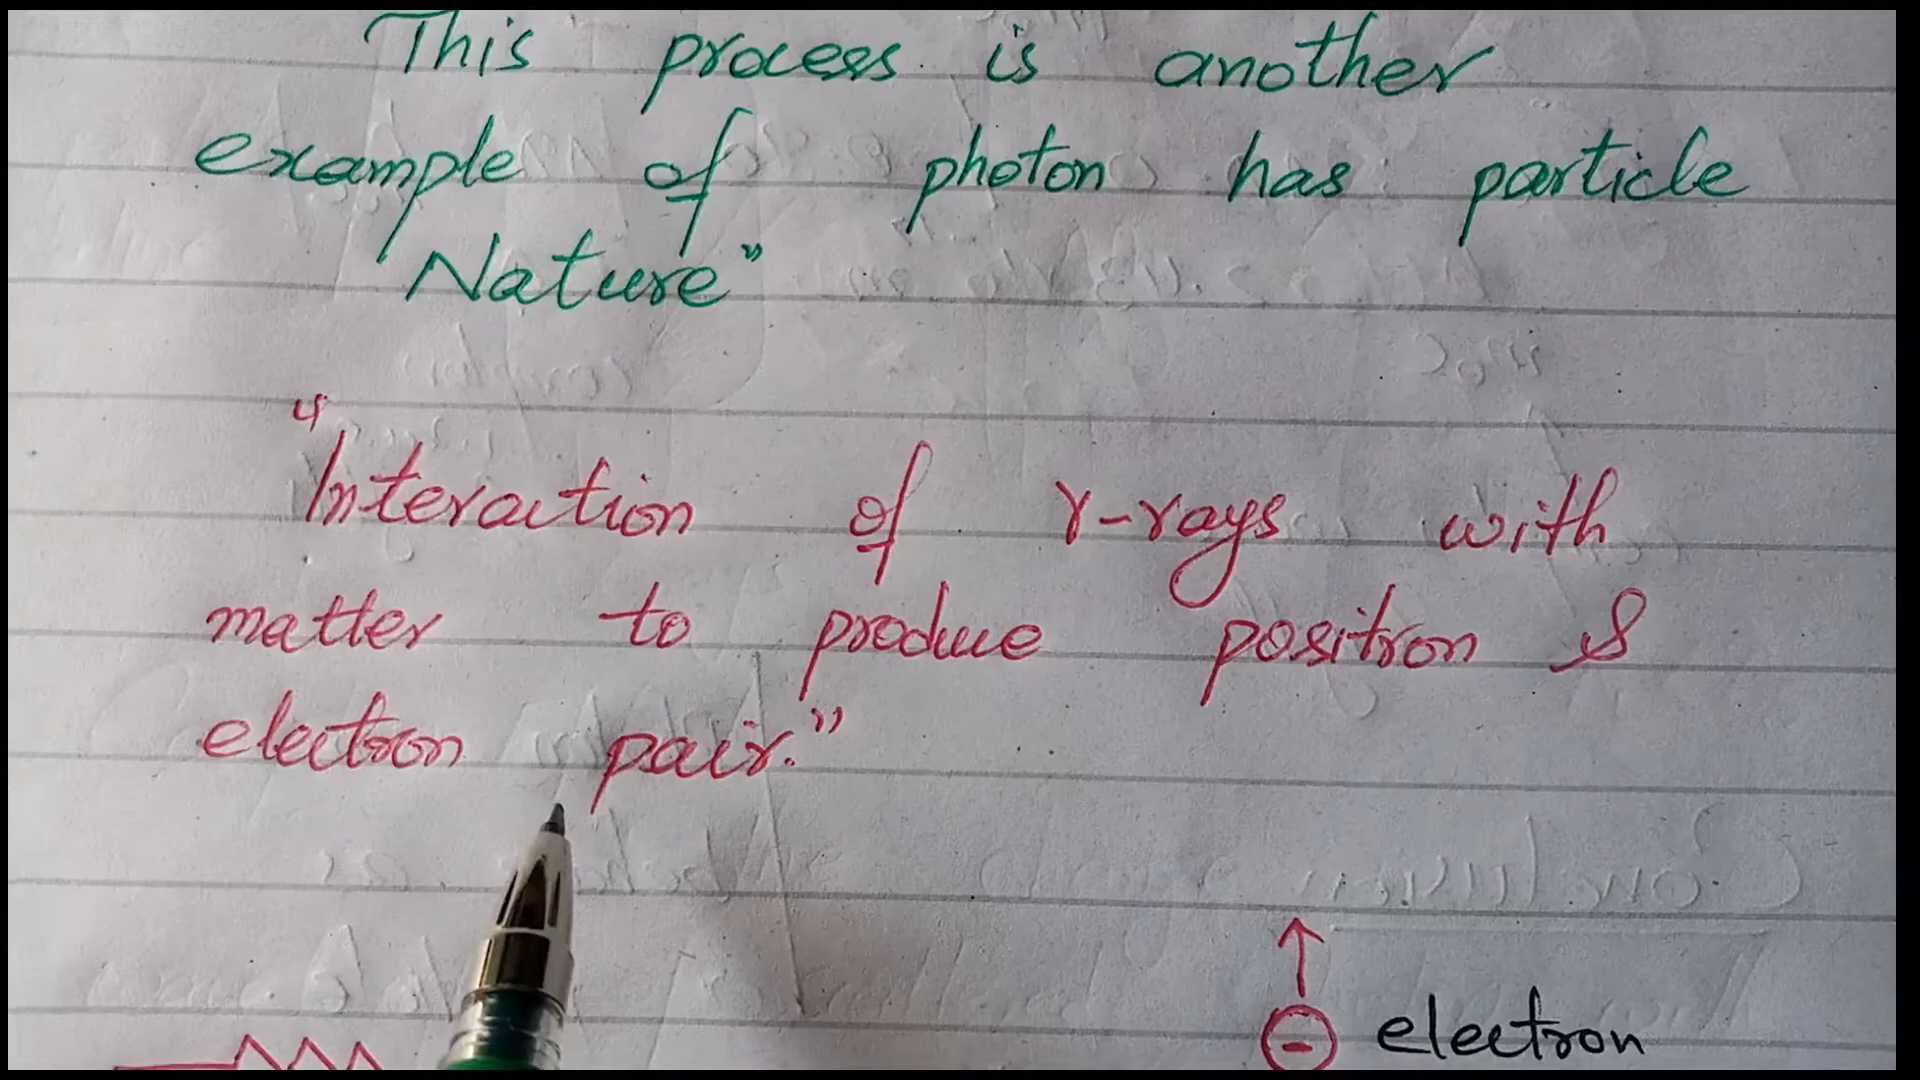 This process is another
example of photon has particle
Nature"
"Interaction of γ-rays with
matter to produce positron &
electron pair."
electron